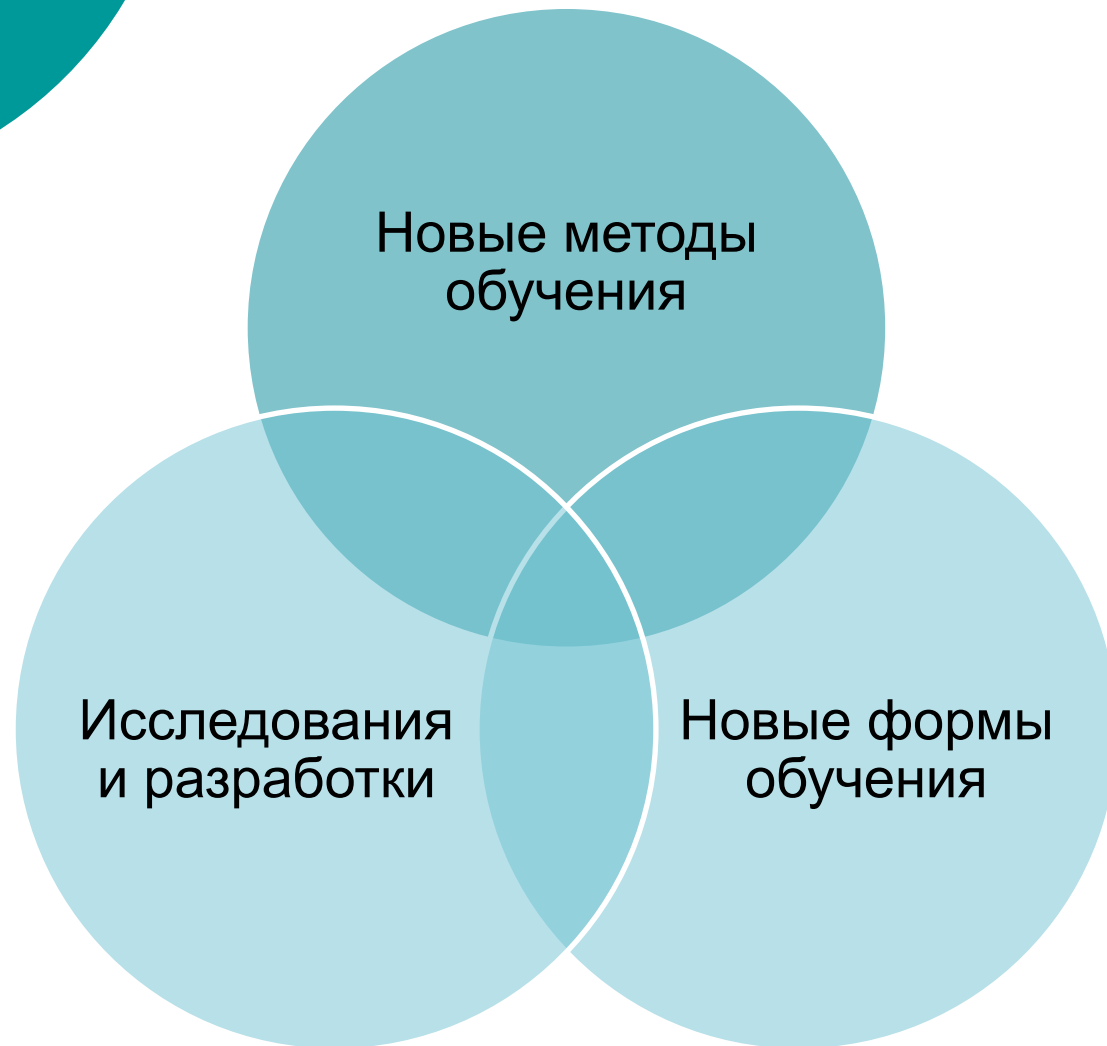 Новые методы
обучения
Исследования
и разработки
Новые формы
обучения